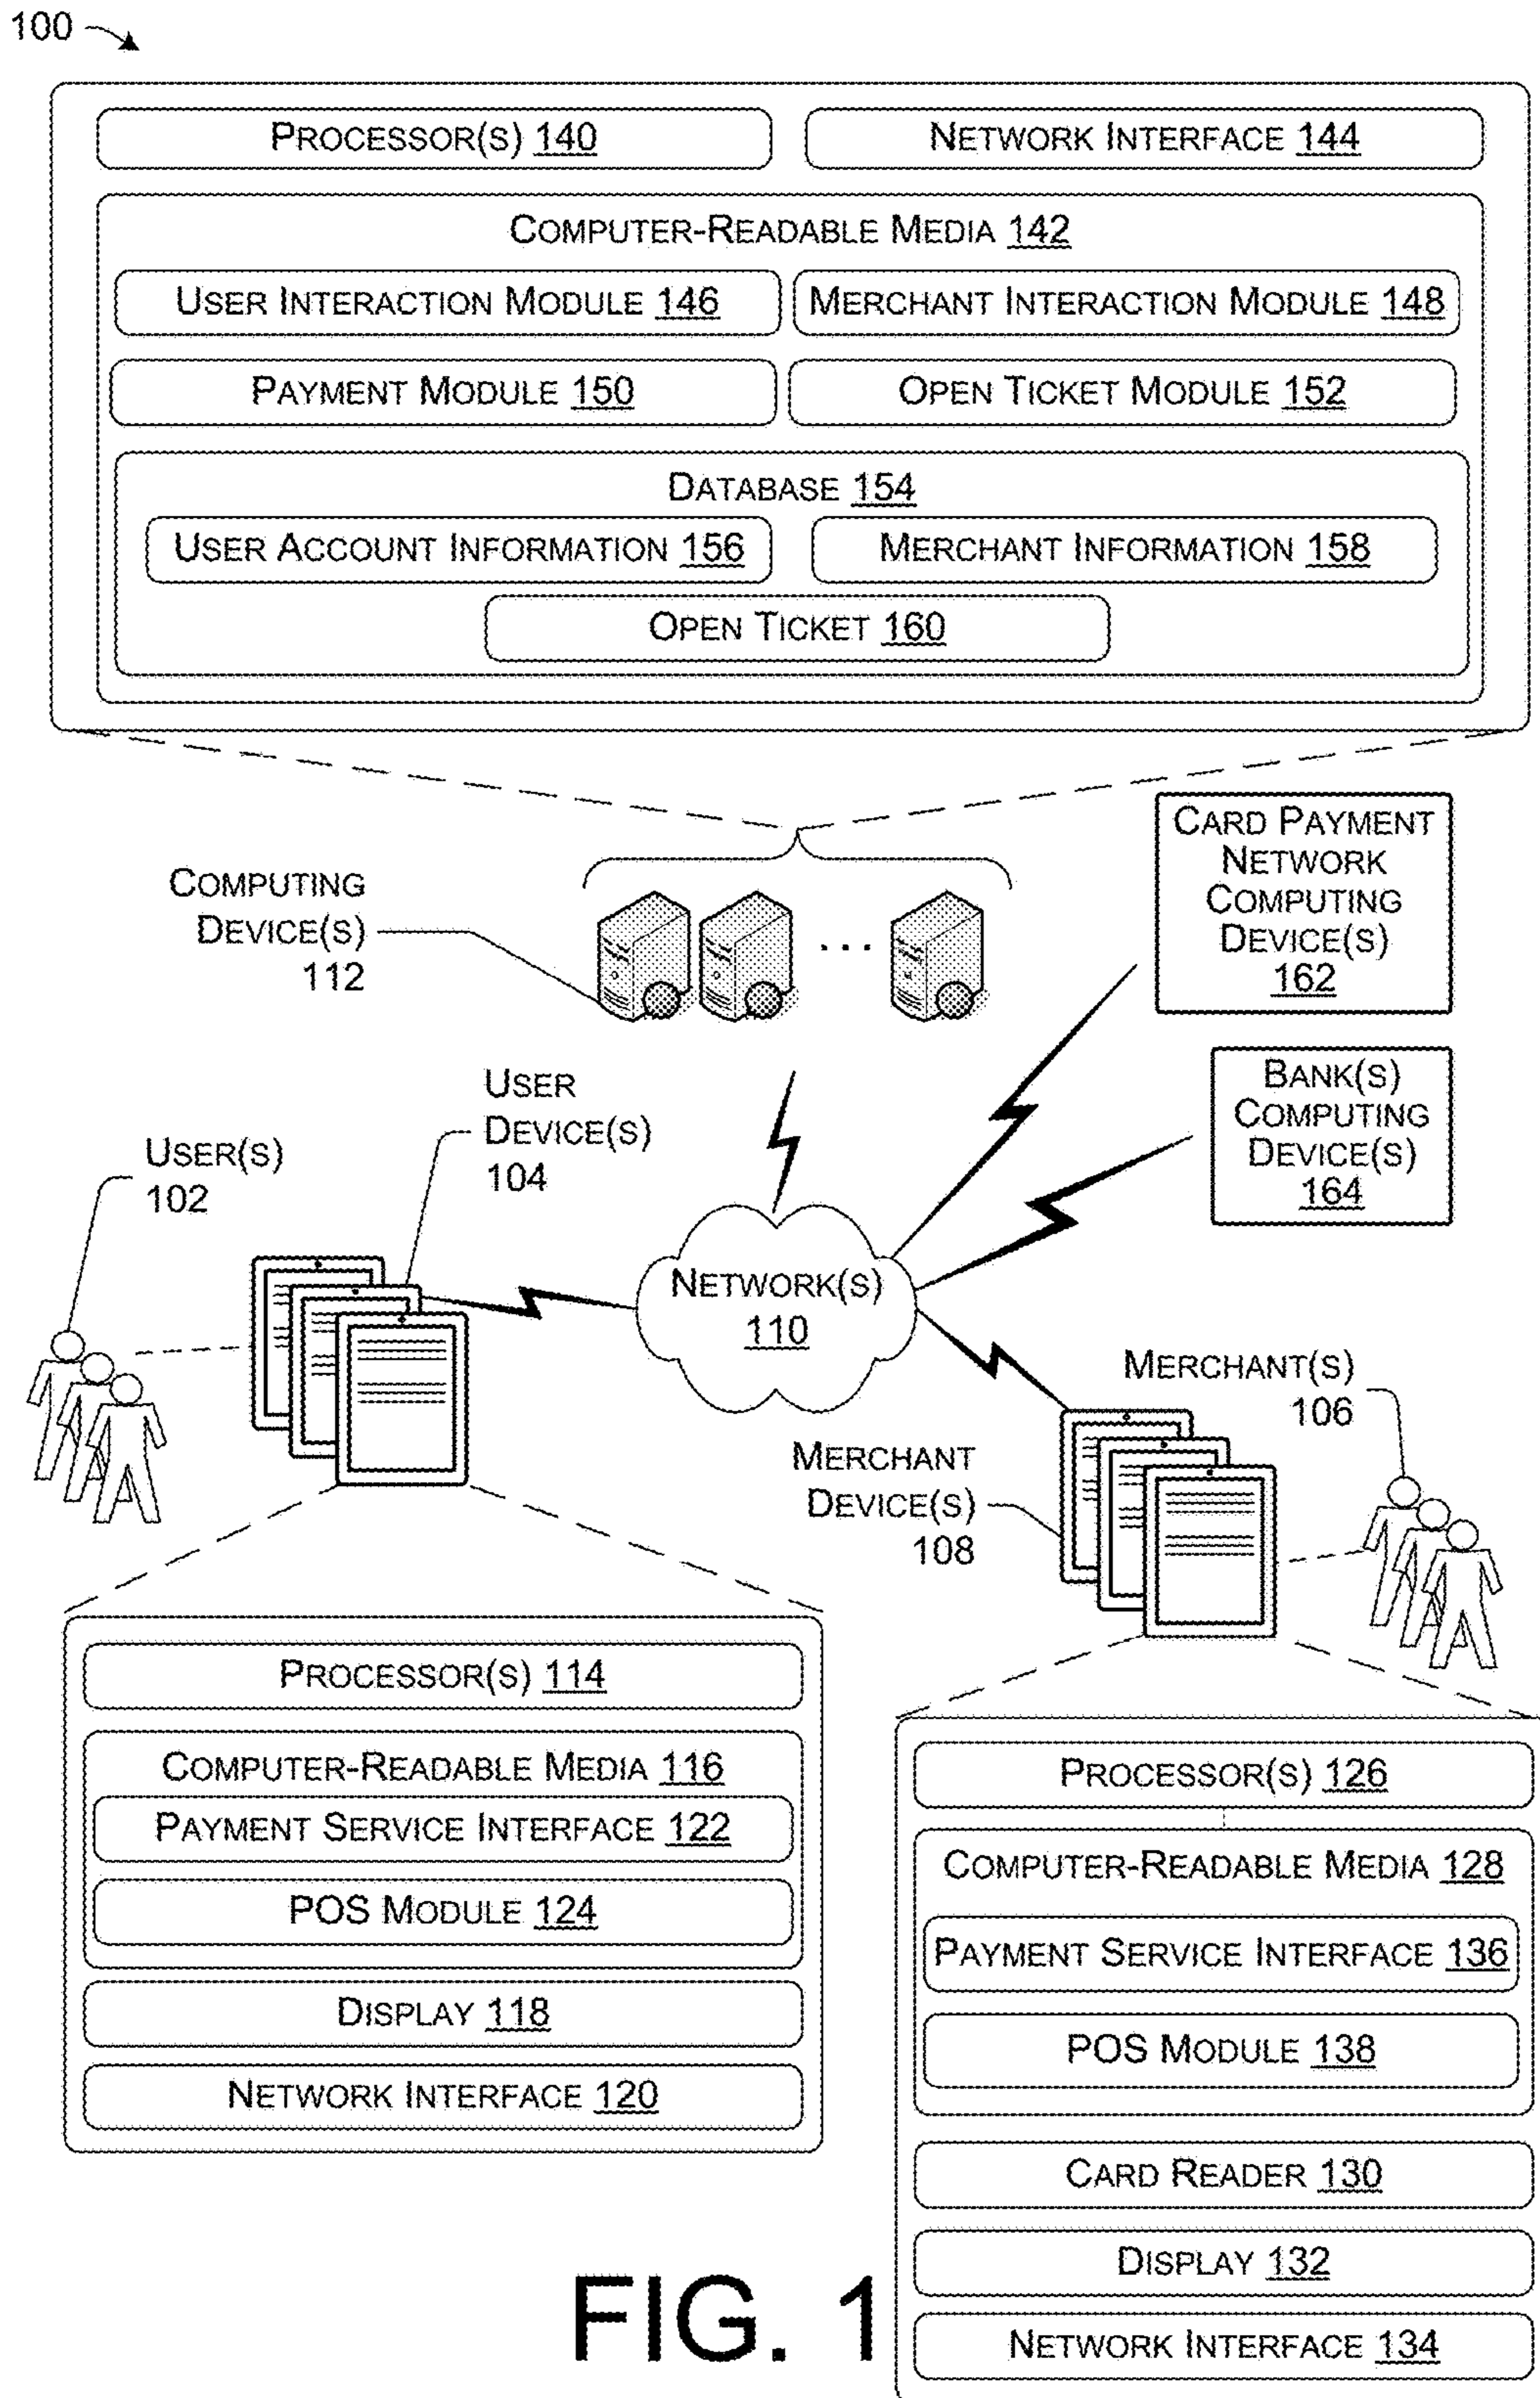 100
PROCESSOR(S) 140
NETWORK INTERFACE 144
COMPUTER-READABLE MEDIA 142
USER INTERACTION MODULE 146
MERCHANT INTERACTION MODULE 148
PAYMENT MODULE 150
OPEN TICKET MODULE 152
DATABASE 154
USER ACCOUNT INFORMATION 156
MERCHANT INFORMATION 158
OPEN TICKET 160
COMPUTING
DEVICE(S)
112
...
CARD PAYMENT
NETWORK
COMPUTING
DEVICE(S)
162
BANK(S)
COMPUTING
DEVICE(S)
164
USER
DEVICE(S)
104
USER(S)
102
NETWORK(S)
110
MERCHANT(S)
106
MERCHANT
DEVICE(S)
108
PROCESSOR(S) 114
COMPUTER-READABLE MEDIA 116
PAYMENT SERVICE INTERFACE 122
POS MODULE 124
DISPLAY 118
NETWORK INTERFACE 120
PROCESSOR(S) 126
COMPUTER-READABLE MEDIA 128
PAYMENT SERVICE INTERFACE 136
POS MODULE 138
CARD READER 130
DISPLAY 132
NETWORK INTERFACE 134
FIG. 1